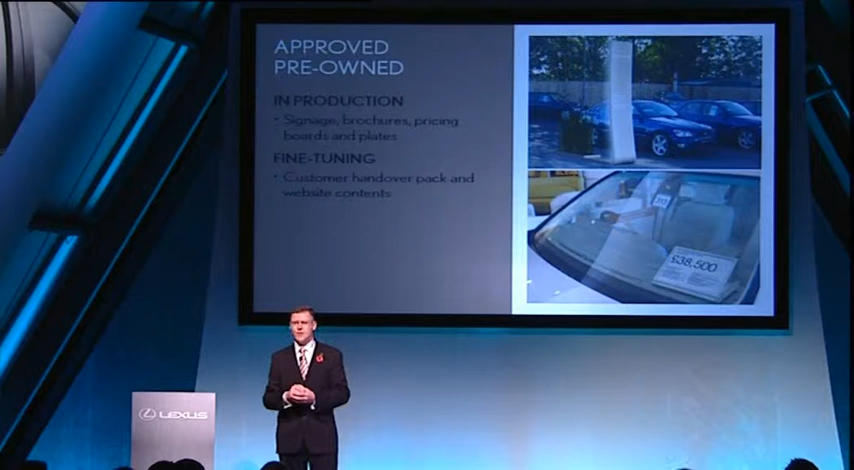 APPROVED
PRE-OWNED
IN PRODUCTION
• Signage, brochures, pricing
boards and plates
FINE-TUNING
• Customer handover pack and
website contents
£38,500
LEXUS